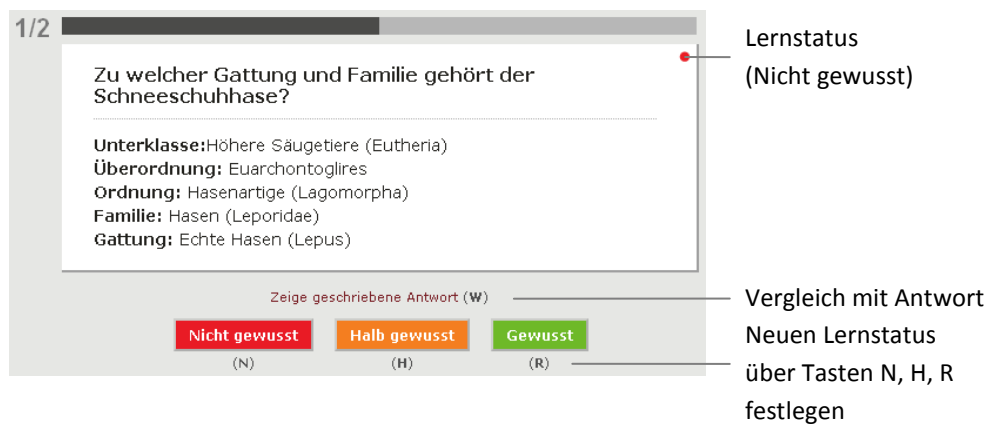 1/2
Zu welcher Gattung und Familie gehört der
Schneeschuhhase?
Unterklasse:Höhere Säugetiere (Eutheria)
Überordnung: Euarchontoglires
Ordnung: Hasenartige (Lagomorpha)
Familie: Hasen (Leporidae)
Gattung: Echte Hasen (Lepus)
Zeige geschriebene Antwort (W)
Nicht gewusst Halb gewusst Gewusst
(N) (H) (R)
Lernstatus
(Nicht gewusst)
Vergleich mit Antwort
Neuen Lernstatus
über Tasten N, H, R
festlegen